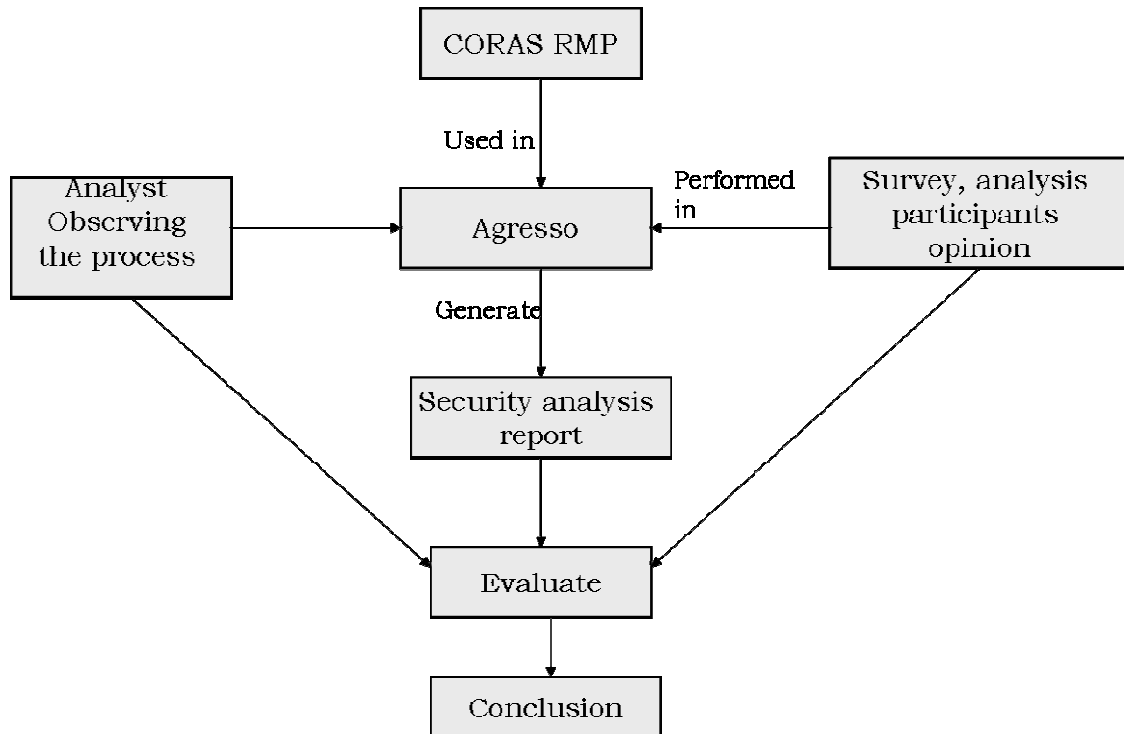 CORAS RMP
Used in
Analyst
Observing
the process
Agresso
Performed
in
Survey, analysis
participants
opinion
Generate
Security analysis
report
Evaluate
Conclusion